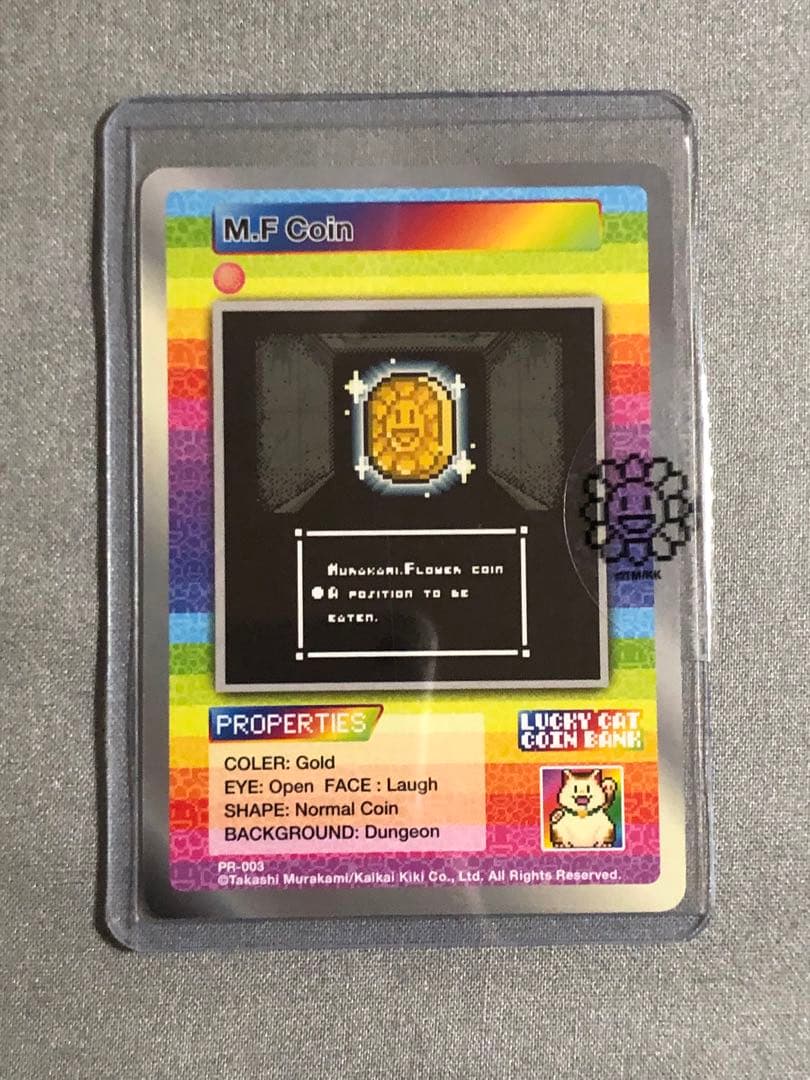 M.F Coin
Murakami.Flower coin
A position to be
eaten.
PROPERTIES
LUCKY CAT
COIN BANK
COLER: Gold
EYE: Open FACE : Laugh
SHAPE: Normal Coin
BACKGROUND: Dungeon
PR-003
©Takashi Murakami/Kaikai Kiki Co., Ltd. All Rights Reserved.